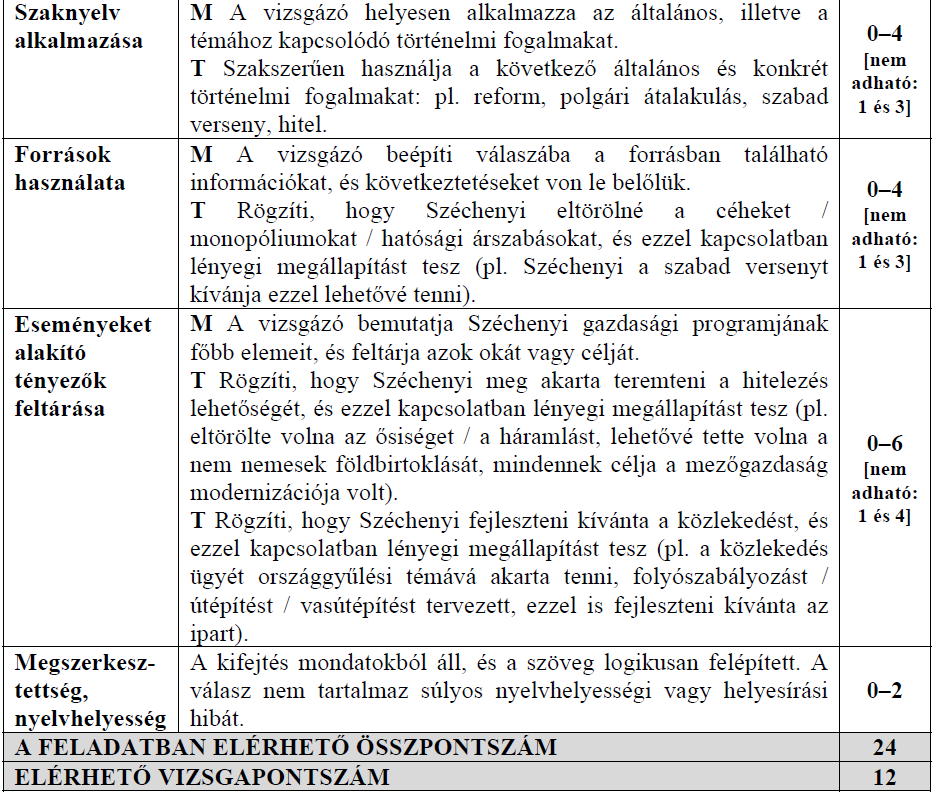 Szaknyelv alkalmazása
M A vizsgázó helyesen alkalmazza az általános, illetve a
témához kapcsolódó történelmi fogalmakat.
T Szakszerűen használja a következő általános és konkrét
történelmi fogalmakat: pl. reform, polgári átalakulás, szabad
verseny, hitel.
0–4
[nem
adható:
1 és 3]
Források
használata
M A vizsgázó beépíti válaszába a forrásban található
információkat, és következtetéseket von le belőlük.
T Rögzíti, hogy Széchenyi eltörölné a céheket /
monopóliumokat / hatósági árszabásokat, és ezzel kapcsolatban
lényegi megállapítást tesz (pl. Széchenyi a szabad versenyt
kívánja ezzel lehetővé tenni).
0–4
[nem
adható:
1 és 3]
Eseményeket
alakító
tényezők
feltárása
M A vizsgázó bemutatja Széchenyi gazdasági programjának
főbb elemeit, és feltárja azok okát vagy célját.
T Rögzíti, hogy Széchenyi meg akarta teremteni a hitelezés
lehetőségét, és ezzel kapcsolatban lényegi megállapítást tesz (pl.
eltörölte volna az ősiséget / a háramlást, lehetővé tette volna a
nem nemesek földbirtoklását, mindennek célja a mezőgazdaság
modernizációja volt).
T Rögzíti, hogy Széchenyi fejleszteni kívánta a közlekedést, és
ezzel kapcsolatban lényegi megállapítást tesz (pl. a közlekedés
ügyét országgyűlési témává akarta tenni, folyószabályozást /
útépítést / vasútépítést tervezett, ezzel is fejleszteni kívánta az
ipart).
0–6
[nem
adható:
1 és 4]
Megszerkesz-
tettség,
nyelvhelyesség
A kifejtés mondatokból áll, és a szöveg logikusan felépített. A
válasz nem tartalmaz súlyos nyelvhelyességi vagy helyesírási
hibát.
0–2
A FELADATBAN ELÉRHETŐ ÖSSZPONTSZÁM 24
ELÉRHETŐ VIZSGAPONTSZÁM 12